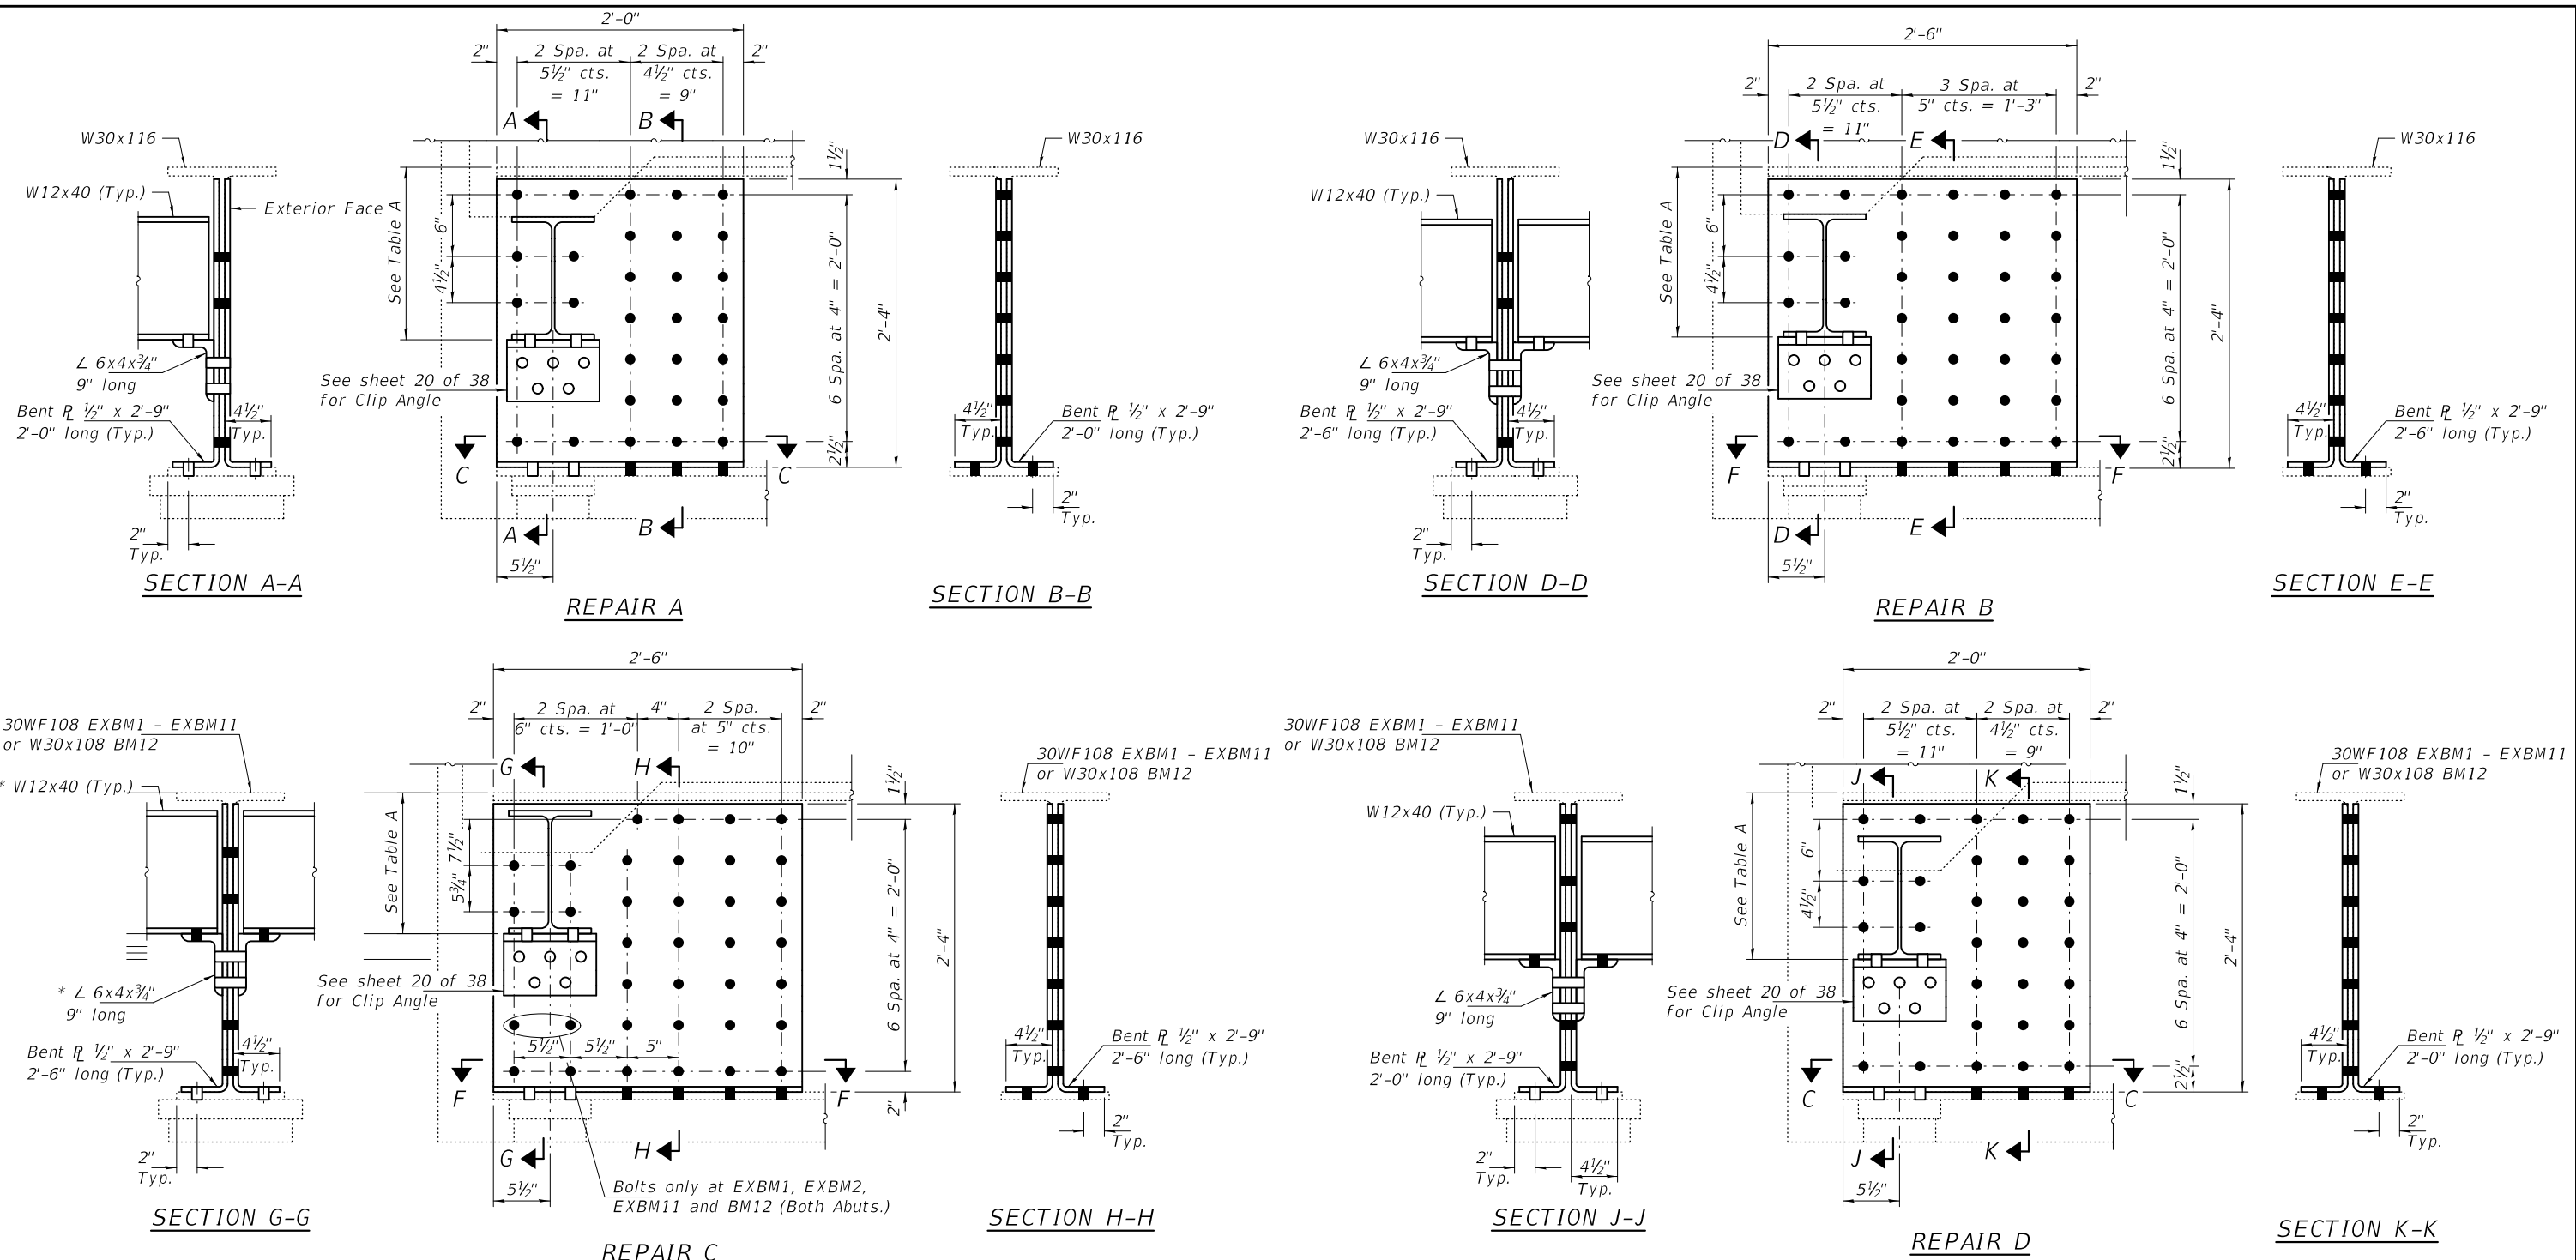 W30x116
W12x40 (Typ.)
Exterior Face
∠ 6x4x¾"
9" long
Bent ℄ ½" x 2'-9"
2'-0" long (Typ.)
4½"
Typ.
2"
Typ.
SECTION A-A
2'-0"
2"
2 Spa. at
5½" cts.
= 11"
2 Spa. at
4½" cts.
= 9"
2"
A
B
See Table A
6"
4½"
1½"
6 Spa. at 4" = 2'-0"
2'-4"
2½"
See sheet 20 of 38
for Clip Angle
C
C
A
B
5½"
REPAIR A
W30x116
4½"
Typ.
Bent ℄ ½" x 2'-9"
2'-0" long (Typ.)
2"
Typ.
SECTION B-B
W30x116
W12x40 (Typ.)
∠ 6x4x¾"
9" long
Bent ℄ ½" x 2'-9"
2'-6" long (Typ.)
4½"
Typ.
2"
Typ.
SECTION D-D
2'-6"
2"
2 Spa. at
5½" cts.
= 11"
3 Spa. at
5" cts. = 1'-3"
2"
D
E
See Table A
6"
4½"
1½"
6 Spa. at 4" = 2'-0"
2'-4"
2½"
See sheet 20 of 38
for Clip Angle
F
F
D
E
5½"
REPAIR B
W30x116
4½"
Typ.
Bent ℄ ½" x 2'-9"
2'-6" long (Typ.)
2"
Typ.
SECTION E-E
30WF108 EXBM1 - EXBM11
or W30x108 BM12
* W12x40 (Typ.)
* ∠ 6x4x¾"
9" long
Bent ℄ ½" x 2'-9"
2'-6" long (Typ.)
4½"
Typ.
2"
Typ.
SECTION G-G
2'-6"
2"
2 Spa. at
6" cts. = 1'-0"
4"
2 Spa.
at 5" cts.
= 10"
2"
G
H
See Table A
7½"
5¾"
1½"
6 Spa. at 4" = 2'-0"
2'-4"
2"
See sheet 20 of 38
for Clip Angle
5½"
5½"
5"
F
F
G
H
5½"
Bolts only at EXBM1, EXBM2,
EXBM11 and BM12 (Both Abuts.)
REPAIR C
30WF108 EXBM1 - EXBM11
or W30x108 BM12
4½"
Typ.
Bent ℄ ½" x 2'-9"
2'-6" long (Typ.)
2"
Typ.
SECTION H-H
30WF108 EXBM1 - EXBM11
or W30x108 BM12
W12x40 (Typ.)
∠ 6x4x¾"
9" long
Bent ℄ ½" x 2'-9"
2'-0" long (Typ.)
2"
Typ.
4½"
Typ.
SECTION J-J
2'-0"
2"
2 Spa. at
5½" cts.
= 11"
2 Spa. at
4½" cts.
= 9"
2"
J
K
See Table A
6"
4½"
1½"
6 Spa. at 4" = 2'-0"
2'-4"
2½"
See sheet 20 of 38
for Clip Angle
C
C
J
K
5½"
REPAIR D
30WF108 EXBM1 - EXBM11
or W30x108 BM12
4½"
Typ.
Bent ℄ ½" x 2'-9"
2'-0" long (Typ.)
2"
Typ.
SECTION K-K